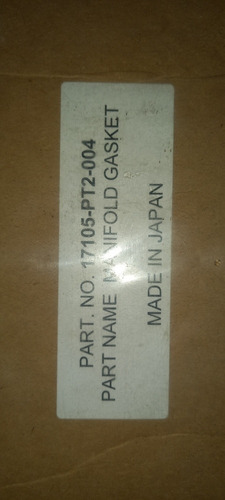 PART. NO. 17105-PT2-004
PART NAME MANIFOLD GASKET
MADE IN JAPAN